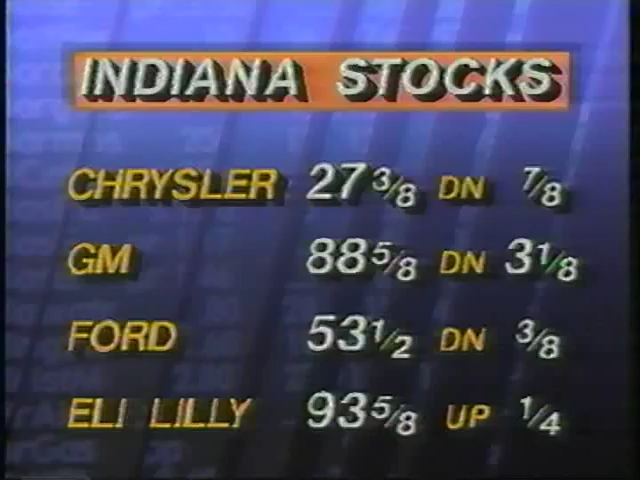 INDIANA STOCKS
CHRYSLER 27 3/8 DN 7/8
GM 88 5/8 DN 3 1/8
FORD 53 1/2 DN 3/8
ELI LILLY 93 5/8 UP 1/4